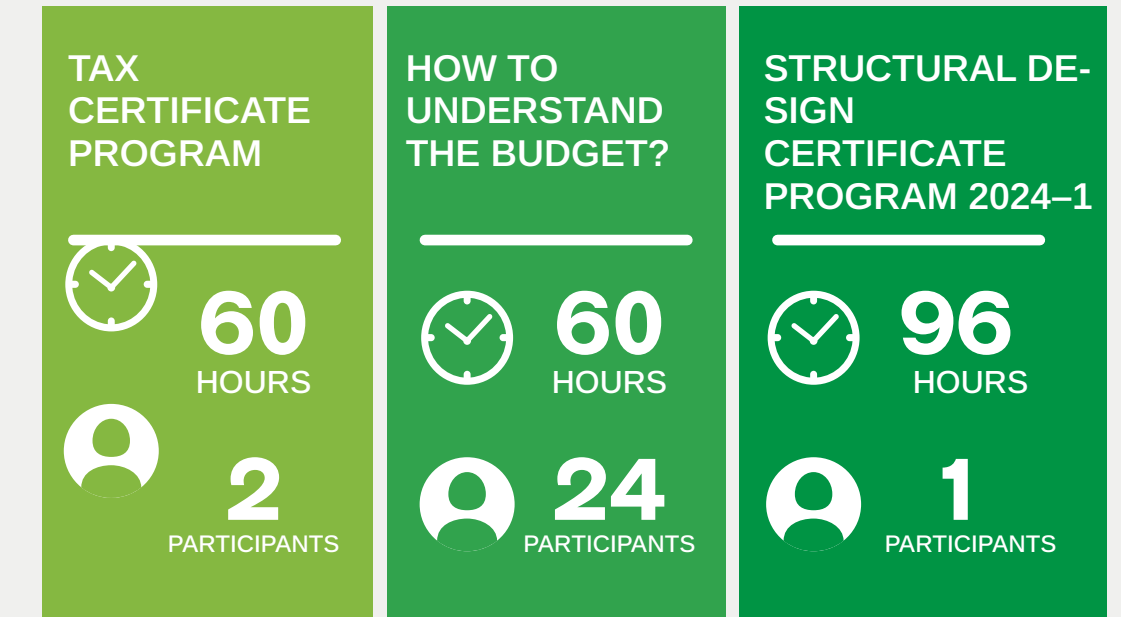 TAX
CERTIFICATE
PROGRAM
60
HOURS
2
PARTICIPANTS
HOW TO
UNDERSTAND
THE BUDGET?
60
HOURS
24
PARTICIPANTS
STRUCTURAL DE-
SIGN
CERTIFICATE
PROGRAM 2024–1
96
HOURS
1
PARTICIPANTS